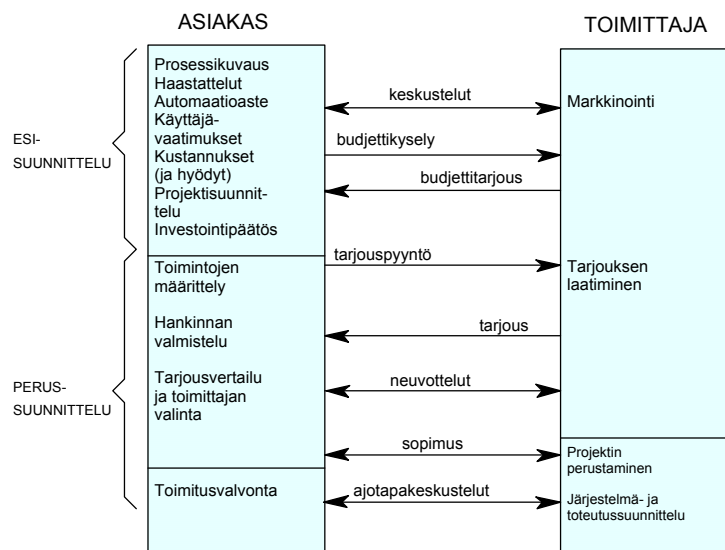 ASIAKAS
TOIMITTAJA
ESI-
SUUNNITTELU
Prosessikuvaus
Haastattelut
Automaatioaste
Käyttäjä-
vaatimukset
Kustannukset
(ja hyödyt)
Projektisuunnit-
telu
Investointipäätös
keskustelut
budjettikysely
budjettitarjous
Markkinointi
PERUS-
SUUNNITTELU
Toimintojen
määrittely
Hankinnan
valmistelu
Tarjousvertailu
ja toimittajan
valinta
tarjouspyyntö
tarjous
neuvottelut
sopimus
Tarjouksen
laatiminen
Toimitusvalvonta
ajotapakeskustelut
Projektin
perustaminen
Järjestelmä- ja
toteutussuunnittelu